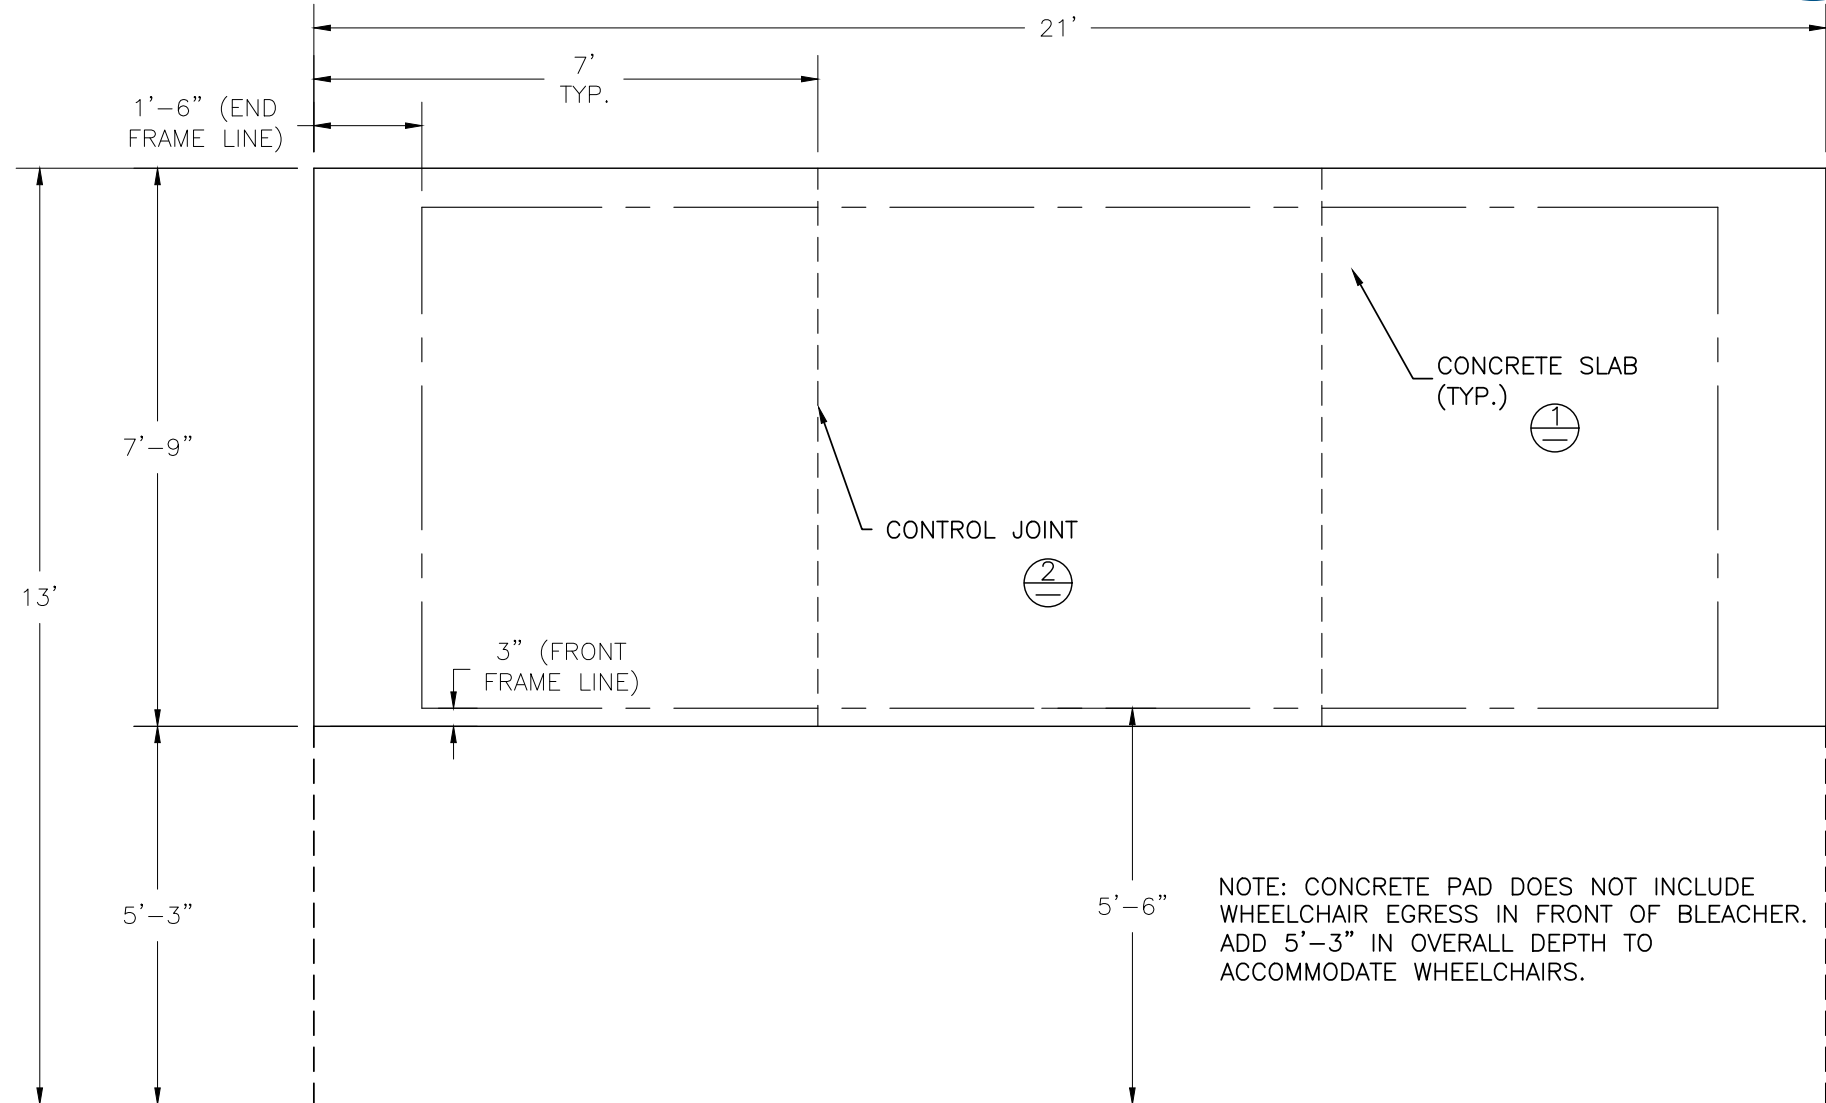 21'
7'
TYP.
1'-6" (END
FRAME LINE)
CONCRETE SLAB
(TYP.)
1
7'-9"
CONTROL JOINT
2
13'
3" (FRONT
FRAME LINE)
5'-3"
5'-6"
NOTE: CONCRETE PAD DOES NOT INCLUDE
WHEELCHAIR EGRESS IN FRONT OF BLEACHER.
ADD 5'-3" IN OVERALL DEPTH TO
ACCOMMODATE WHEELCHAIRS.